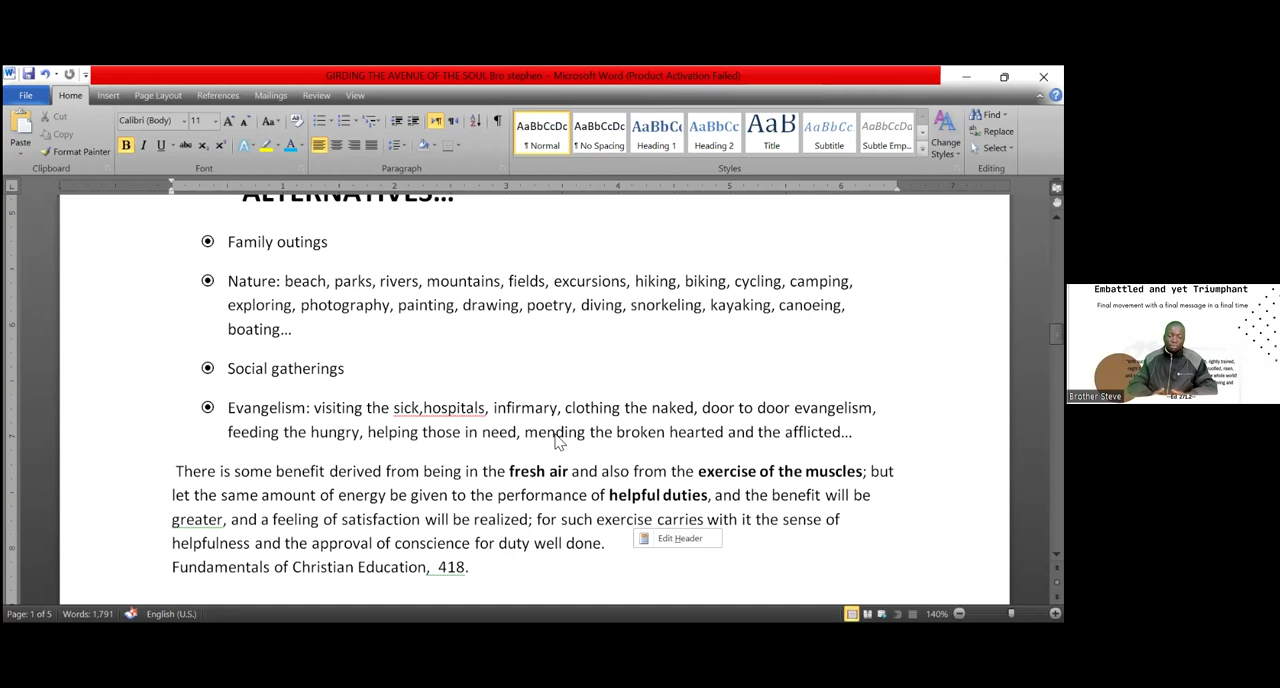 GIRDING THE AVENUE OF THE SOUL Bro stephen - Microsoft Word (Product Activation Failed)
File Home Insert Page Layout References Mailings Review View
Paste
Cut
Copy
Format Painter
Clipboard
Calibri (Body) 11
Font
Paragraph
AaBbCcDc AaBbCcDc AaBbCc AaBbCc AaB AaBbCc. AaBbCcDc
¶ Normal ¶ No Spacing Heading 1 Heading 2 Title Subtitle Subtle Emp...
Styles
Change Styles
Find
Replace
Select
Editing
ALTERNATIVES...
Family outings
Nature: beach, parks, rivers, mountains, fields, excursions, hiking, biking, cycling, camping,
exploring, photography, painting, drawing, poetry, diving, snorkeling, kayaking, canoeing,
boating...
Social gatherings
Evangelism: visiting the sick,hospitals, infirmary, clothing the naked, door to door evangelism,
feeding the hungry, helping those in need, mending the broken hearted and the afflicted...
There is some benefit derived from being in the fresh air and also from the exercise of the muscles; but
let the same amount of energy be given to the performance of helpful duties, and the benefit will be
greater, and a feeling of satisfaction will be realized; for such exercise carries with it the sense of
helpfulness and the approval of conscience for duty well done.
Edit Header
Fundamentals of Christian Education, 418.
Page: 1 of 5 Words: 1,791 English (U.S.) 140%
Embattled and yet Triumphant
Final movement with a final message in a final time
Brother Steve